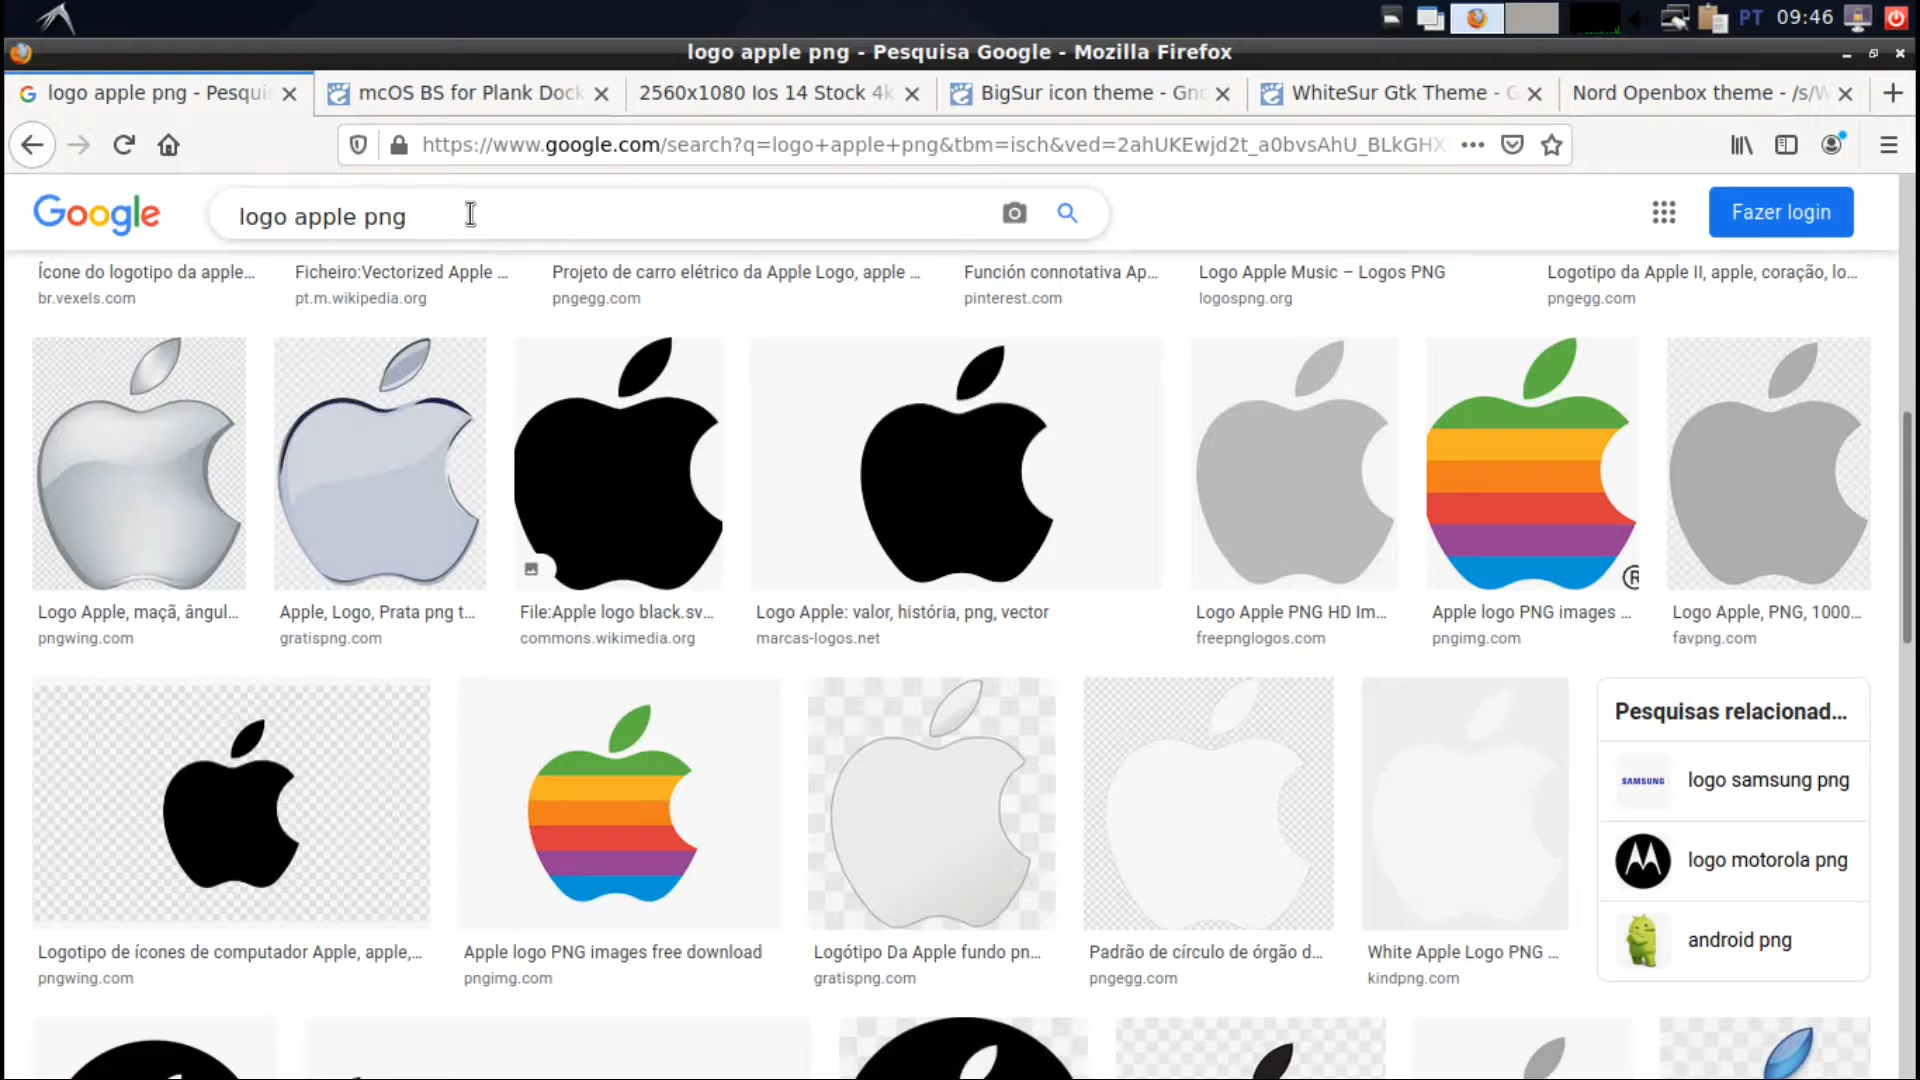 PT 09:46
logo apple png - Pesquisa Google - Mozilla Firefox
logo apple png - Pesquis
mcOS BS for Plank Dock
2560x1080 Ios 14 Stock 4k
BigSur icon theme - Gno
WhiteSur Gtk Theme - G
Nord Openbox theme - /s/W
https://www.google.com/search?q=logo+apple+png&tbm=isch&ved=2ahUKEwjd2t_a0bvsAhU_BLkGHX
Google
logo apple png
Fazer login
Ícone do logotipo da apple...
Ficheiro:Vectorized Apple ...
Projeto de carro elétrico da Apple Logo, apple ...
Función connotativa Ap...
Logo Apple Music – Logos PNG
Logotipo da Apple II, apple, coração, lo...
br.vexels.com
pt.m.wikipedia.org
pngegg.com
pinterest.com
logospng.org
pngegg.com
®
Logo Apple, maçã, ângul...
Apple, Logo, Prata png t...
File:Apple logo black.sv...
Logo Apple: valor, história, png, vector
Logo Apple PNG HD Im...
Apple logo PNG images ...
Logo Apple, PNG, 1000...
pngwing.com
gratispng.com
commons.wikimedia.org
marcas-logos.net
freepnglogos.com
pngimg.com
favpng.com
Pesquisas relacionad...
SAMSUNG
logo samsung png
logo motorola png
android png
Logotipo de ícones de computador Apple, apple,...
Apple logo PNG images free download
Logótipo Da Apple fundo pn...
Padrão de círculo de órgão d...
White Apple Logo PNG ...
pngwing.com
pngimg.com
gratispng.com
pngegg.com
kindpng.com